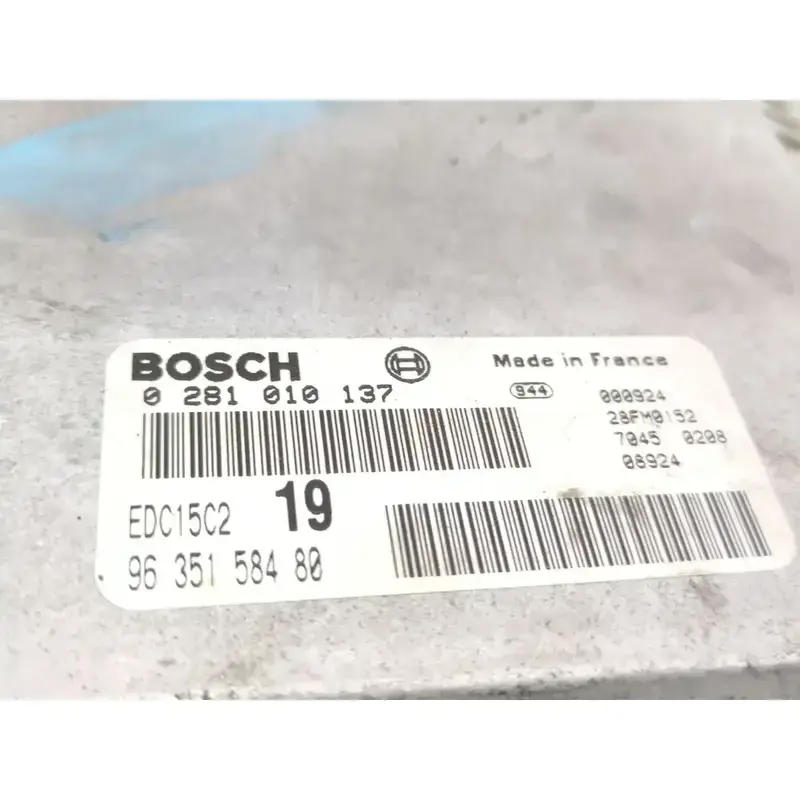 BOSCH Made in France
0 281 010 137 944 000924
28FM0152
7045 0208
08924
EDC15C2 19
96 351 584 80